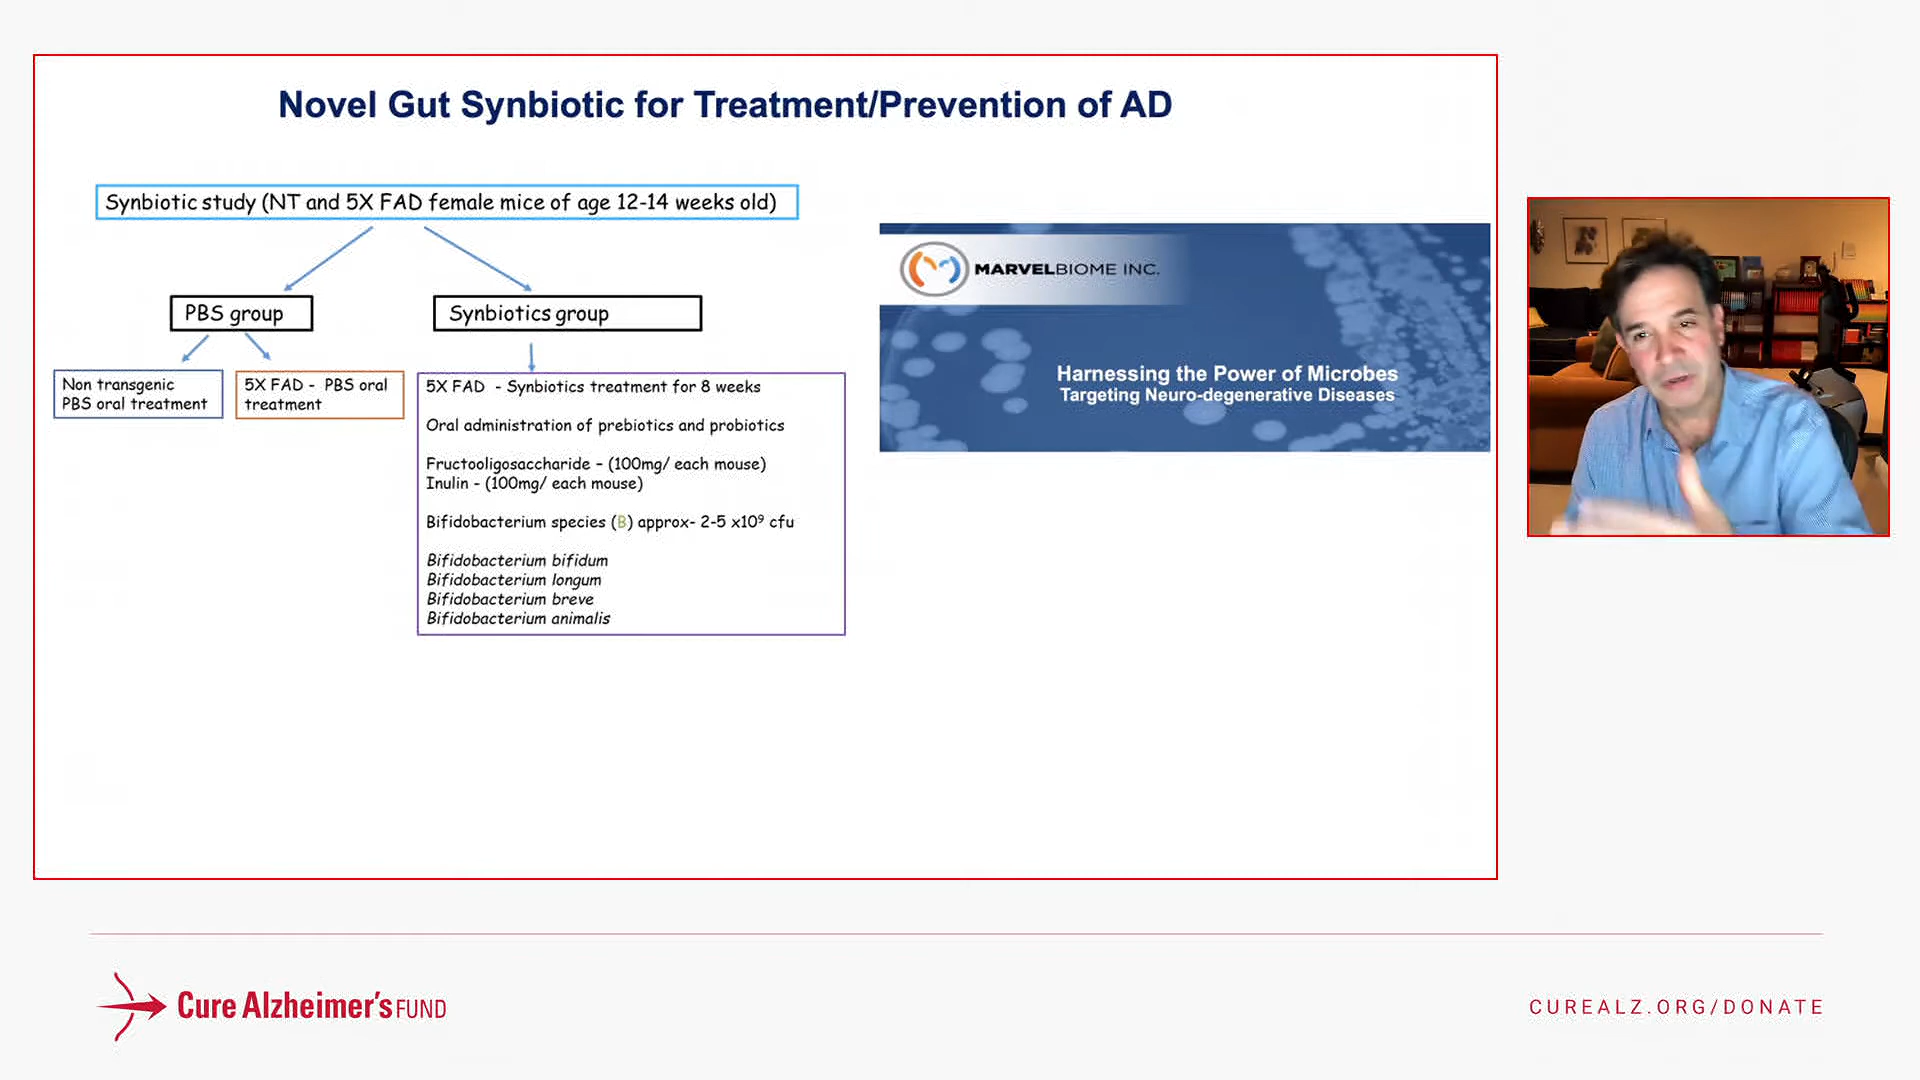 Novel Gut Synbiotic for Treatment/Prevention of AD
Synbiotic study (NT and 5X FAD female mice of age 12-14 weeks old)
PBS group
Synbiotics group
Non transgenic
PBS oral treatment
5X FAD - PBS oral
treatment
5X FAD - Synbiotics treatment for 8 weeks
Oral administration of prebiotics and probiotics
Fructooligosaccharide – (100mg/ each mouse)
Inulin - (100mg/ each mouse)
Bifidobacterium species (B) approx- 2-5 x10⁹ cfu
Bifidobacterium bifidum
Bifidobacterium longum
Bifidobacterium breve
Bifidobacterium animalis
MARVELBIOME INC.
Harnessing the Power of Microbes
Targeting Neuro-degenerative Diseases
Cure Alzheimer's FUND
CUREALZ.ORG/DONATE